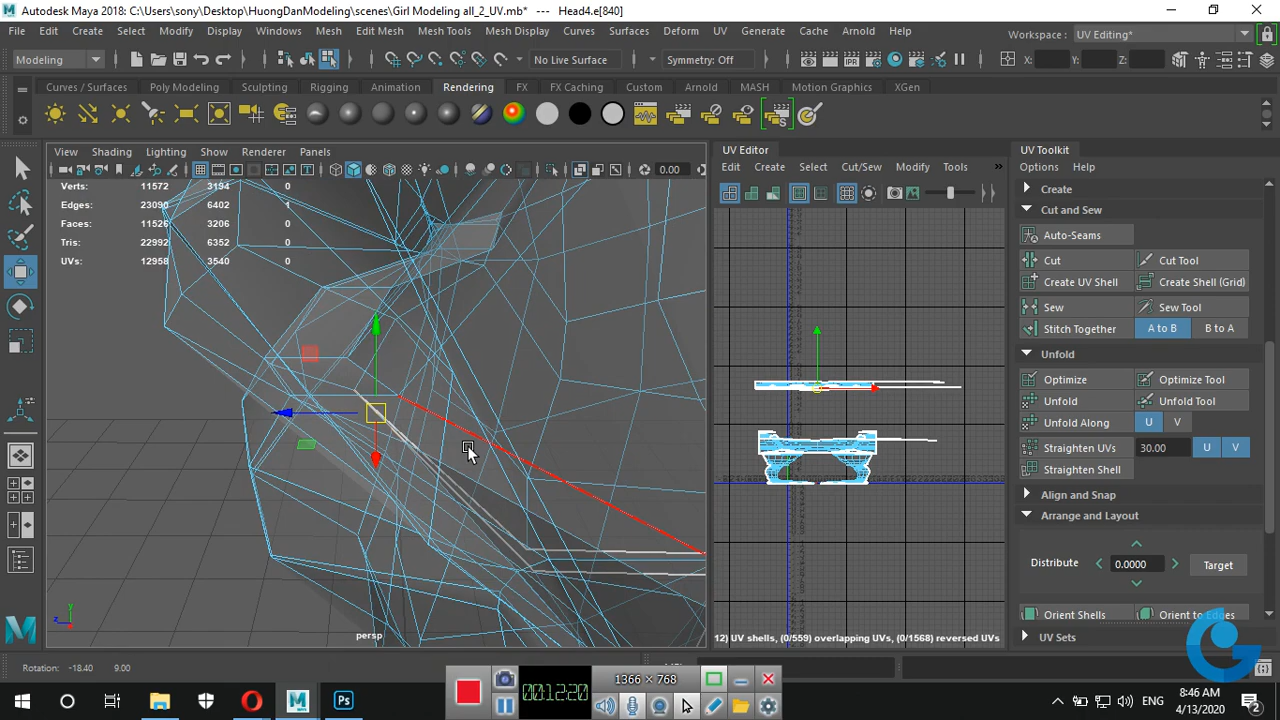 Autodesk Maya 2018: C:\Users\sony\Desktop\HuongDanModeling\scenes\Girl Modeling all_2_UV.mb* --- Head4.e[840]
File Edit Create Select Modify Display Windows Mesh Edit Mesh Mesh Tools Mesh Display Curves Surfaces Deform UV Generate Cache Arnold Help Workspace : UV Editing*
Modeling No Live Surface Symmetry: Off X: Y: Z:
Curves / Surfaces Poly Modeling Sculpting Rigging Animation Rendering FX FX Caching Custom Arnold MASH Motion Graphics XGen
View Shading Lighting Show Renderer Panels
0.00
Verts: 11572 3194 0
Edges: 23090 6402 1
Faces: 11526 3206 0
Tris: 22992 6352 0
UVs: 12958 3540 0
persp
UV Editor
Edit Create Select Cut/Sew Modify Tools »
12) UV shells, (0/559) overlapping UVs, (0/1568) reversed UVs
UV Toolkit
Options Help
Create
Cut and Sew
Auto-Seams
Cut Cut Tool
Create UV Shell Create Shell (Grid)
Sew Sew Tool
Stitch Together A to B B to A
Unfold
Optimize Optimize Tool
Unfold Unfold Tool
Unfold Along U V
Straighten UVs 30.00 U V
Straighten Shell
Align and Snap
Arrange and Layout
Distribute 0.0000 Target
Orient Shells Orient to Edges
UV Sets
Rotation: -18.40 9.00
1366 × 768
00:12:20
ENG
8:46 AM
4/13/2020
2